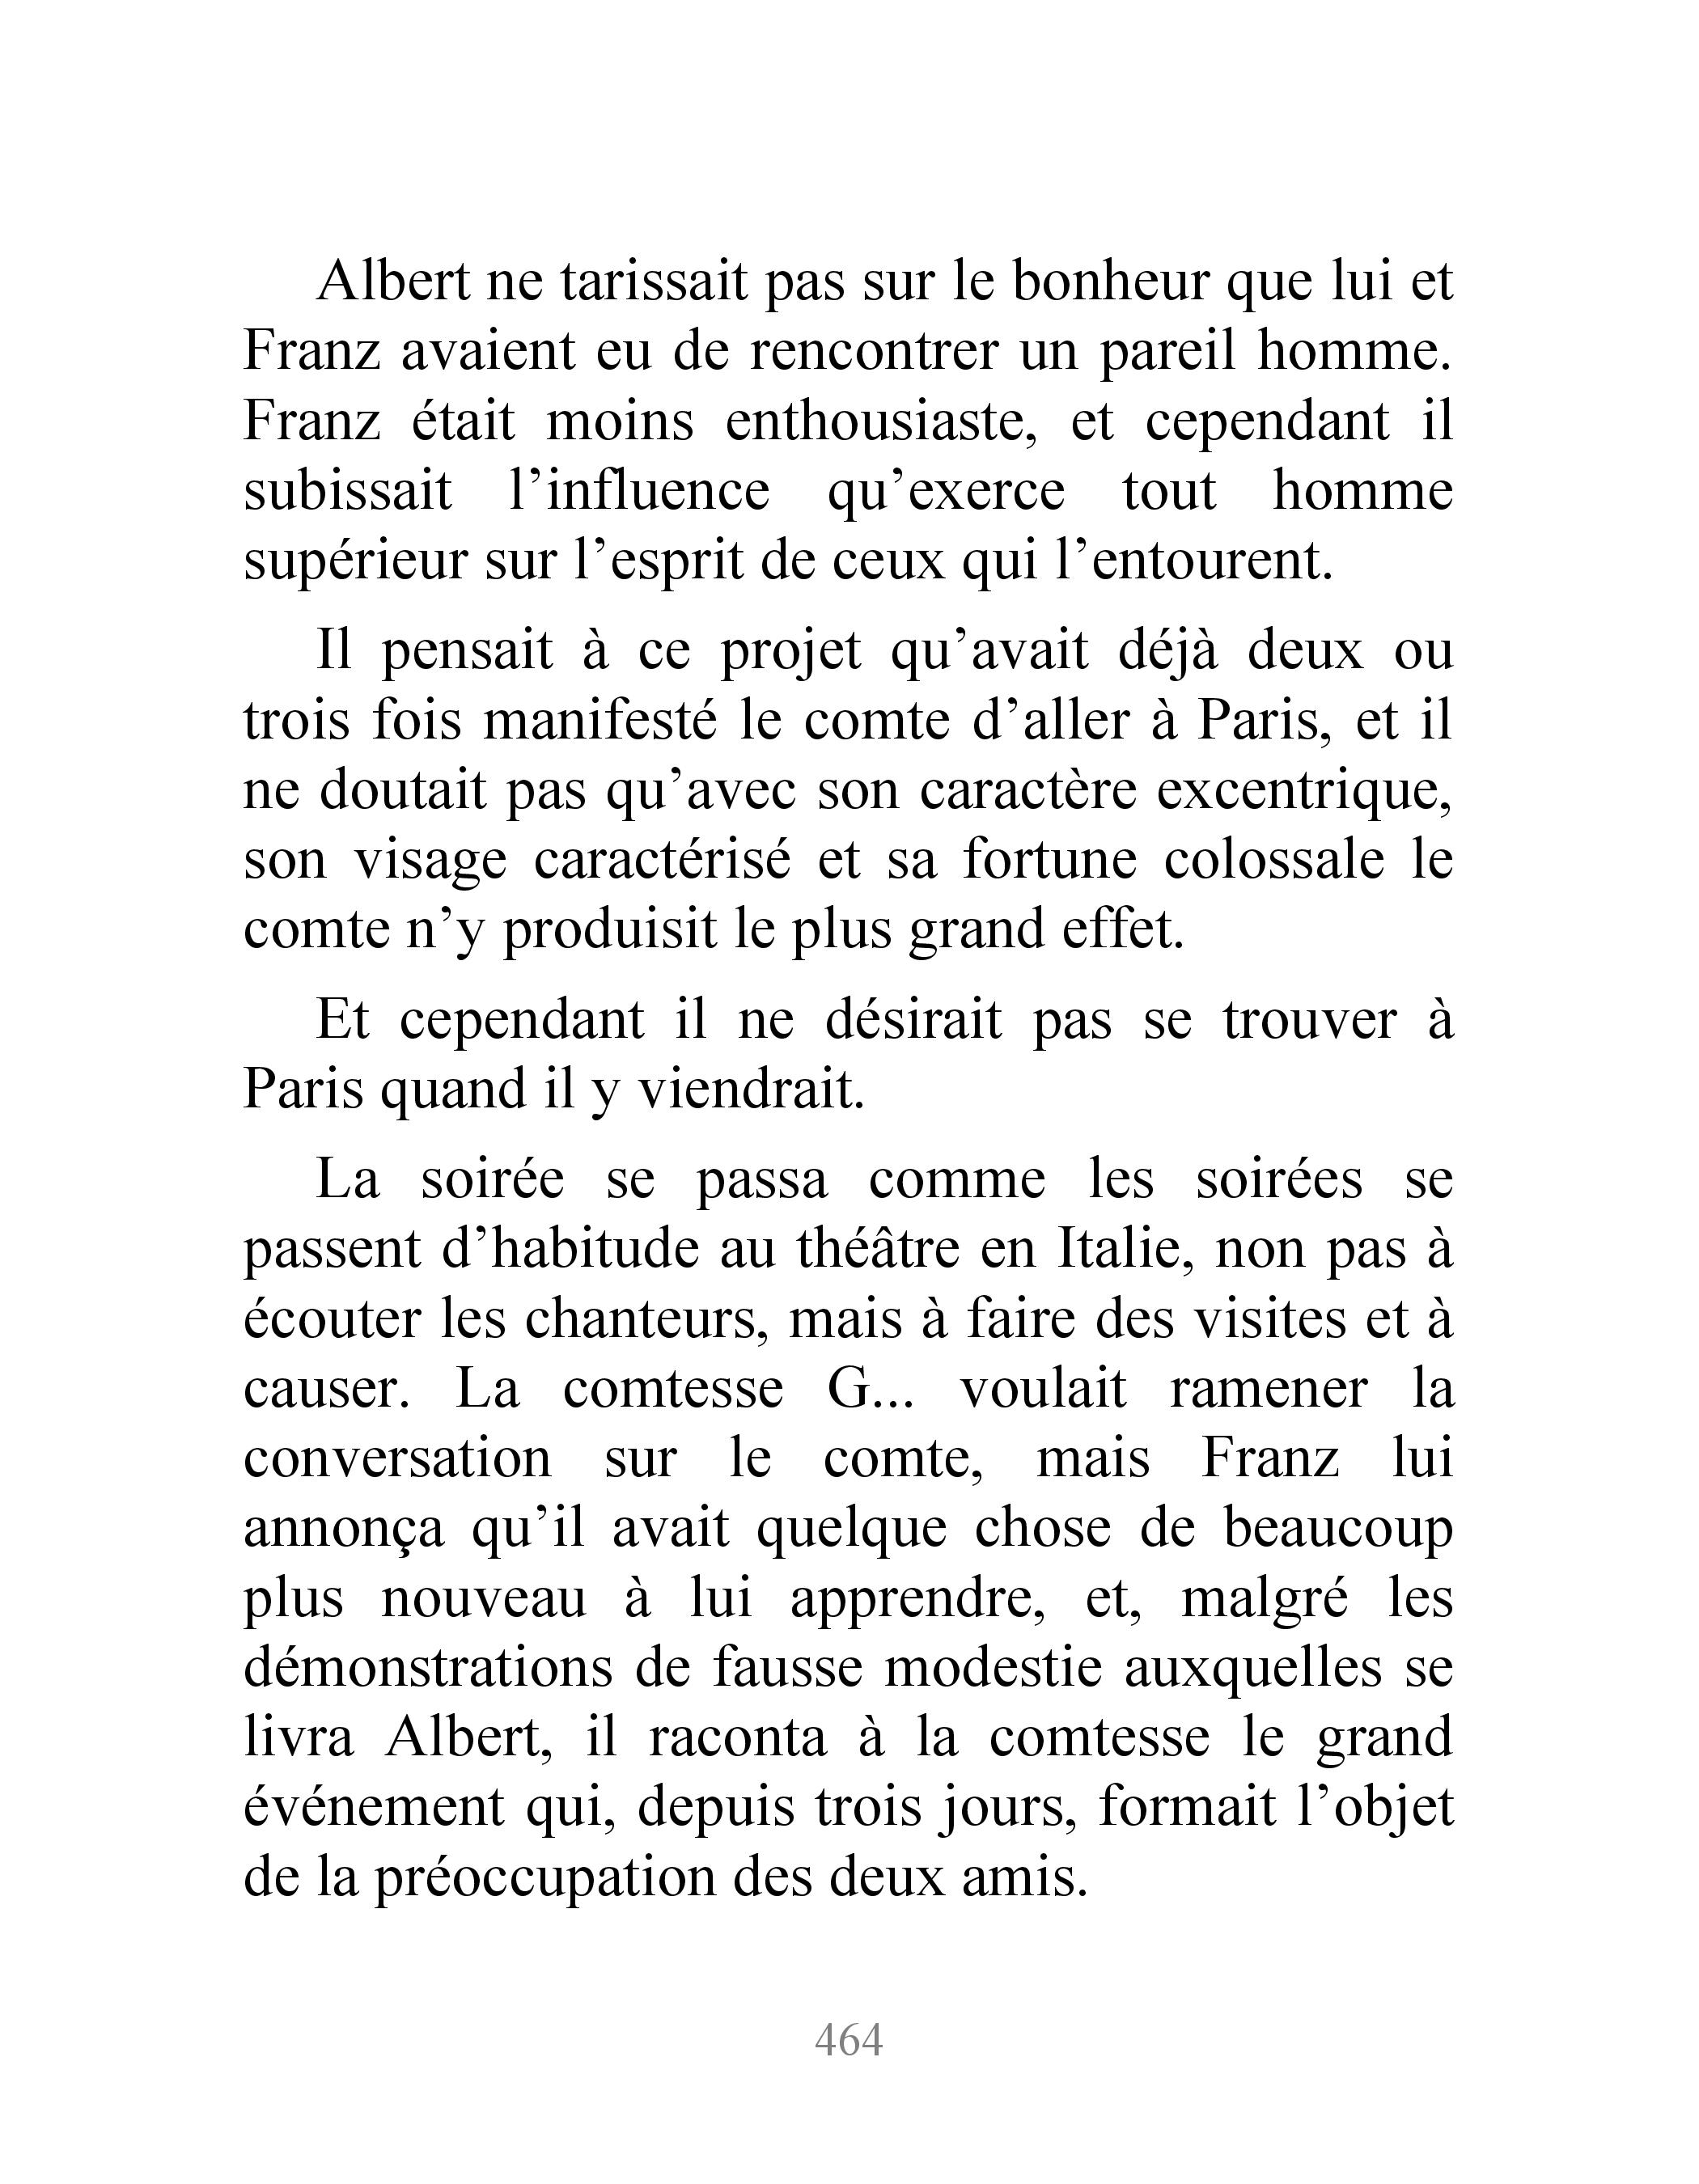 Albert ne tarissait pas sur le bonheur que lui et
Franz avaient eu de rencontrer un pareil homme.
Franz était moins enthousiaste, et cependant il
subissait l’influence qu’exerce tout homme
supérieur sur l’esprit de ceux qui l’entourent.
Il pensait à ce projet qu’avait déjà deux ou
trois fois manifesté le comte d’aller à Paris, et il
ne doutait pas qu’avec son caractère excentrique,
son visage caractérisé et sa fortune colossale le
comte n’y produisit le plus grand effet.
Et cependant il ne désirait pas se trouver à
Paris quand il y viendrait.
La soirée se passa comme les soirées se
passent d’habitude au théâtre en Italie, non pas à
écouter les chanteurs, mais à faire des visites et à
causer. La comtesse G... voulait ramener la
conversation sur le comte, mais Franz lui
annonça qu’il avait quelque chose de beaucoup
plus nouveau à lui apprendre, et, malgré les
démonstrations de fausse modestie auxquelles se
livra Albert, il raconta à la comtesse le grand
événement qui, depuis trois jours, formait l’objet
de la préoccupation des deux amis.
464